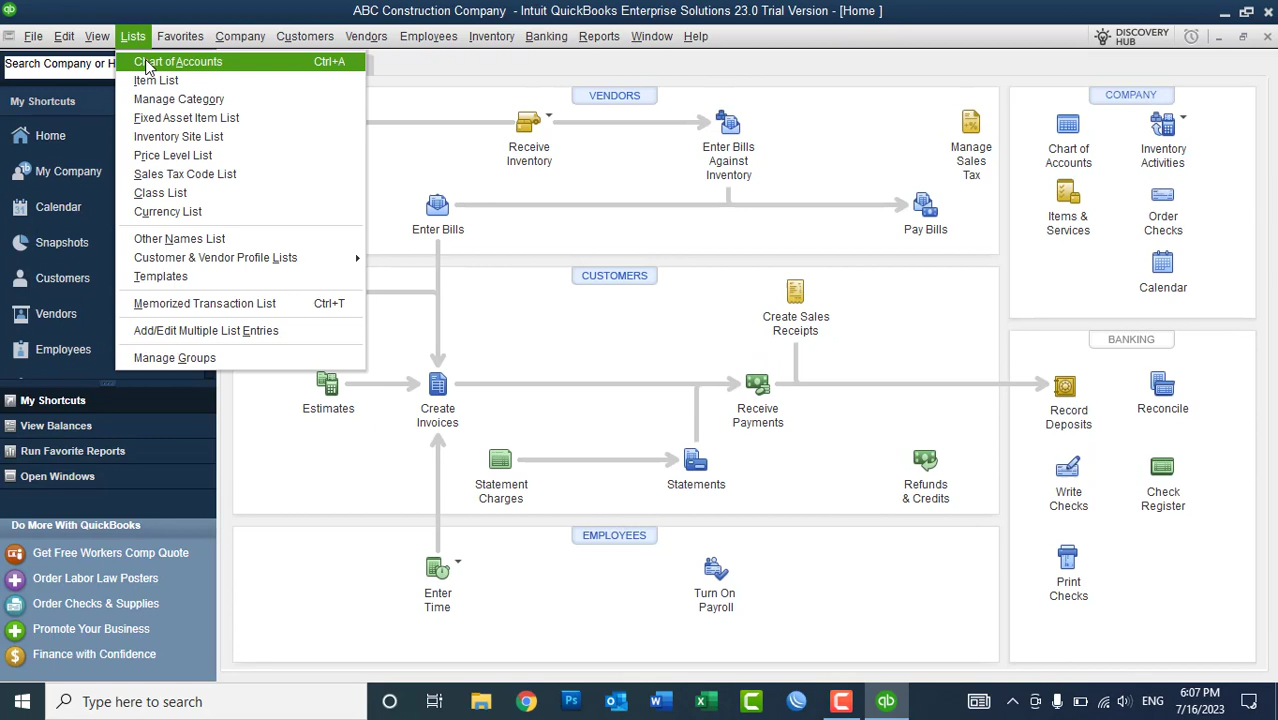 ABC Construction Company - Intuit QuickBooks Enterprise Solutions 23.0 Trial Version - [Home ]
File Edit View Lists Favorites Company Customers Vendors Employees Inventory Banking Reports Window Help
DISCOVERY
HUB
Search Company or H
My Shortcuts
Home
My Company
Calendar
Snapshots
Customers
Vendors
Employees
My Shortcuts
View Balances
Run Favorite Reports
Open Windows
Do More With QuickBooks
Get Free Workers Comp Quote
Order Labor Law Posters
Order Checks & Supplies
Promote Your Business
Finance with Confidence
Chart of Accounts Ctrl+A
Item List
Manage Category
Fixed Asset Item List
Inventory Site List
Price Level List
Sales Tax Code List
Class List
Currency List
Other Names List
Customer & Vendor Profile Lists
Templates
Memorized Transaction List Ctrl+T
Add/Edit Multiple List Entries
Manage Groups
VENDORS
Receive
Inventory
Enter Bills
Against
Inventory
Manage
Sales
Tax
Enter Bills
Pay Bills
CUSTOMERS
Create Sales
Receipts
Estimates
Create
Invoices
Receive
Payments
Statement
Charges
Statements
Refunds
& Credits
EMPLOYEES
Enter
Time
Turn On
Payroll
COMPANY
Chart of
Accounts
Inventory
Activities
Items &
Services
Order
Checks
Calendar
BANKING
Record
Deposits
Reconcile
Write
Checks
Check
Register
Print
Checks
Type here to search
ENG
6:07 PM
7/16/2023